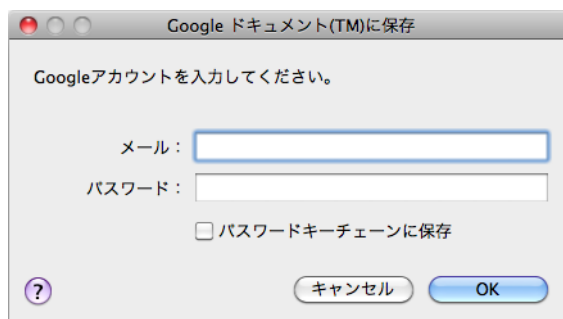 Google ドキュメント(TM)に保存
Googleアカウントを入力してください。
メール：
パスワード：
パスワードキーチェーンに保存
?
キャンセル
OK